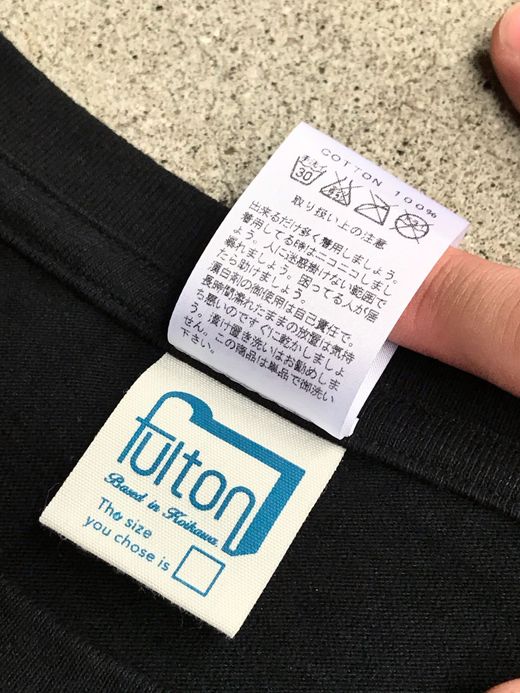 COTTON 100%
30
取り扱い上の注意
出来るだけ多く着用しましょう。
着用してる時はニコニコしまし
ょう。人に迷惑掛けない範囲で
暴れましょう。困ってる人が居
たら助けましょう。
漂白剤の御使用は自己責任で。
長時間濡れたままの放置は気持
ち悪いのですぐに乾かしましょ
う。漬け置き洗いはお勧めしま
せん。この商品は単品で御洗い
下さい。
fulton
Based in Koikawa.
The size
you chose is